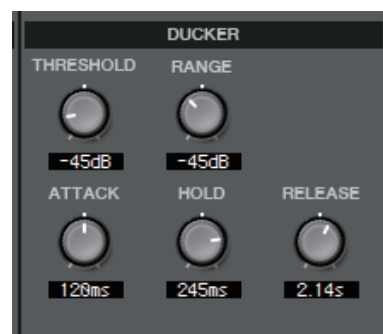 DUCKER
THRESHOLD RANGE
-45dB -45dB
ATTACK HOLD RELEASE
120ms 245ms 2.14s